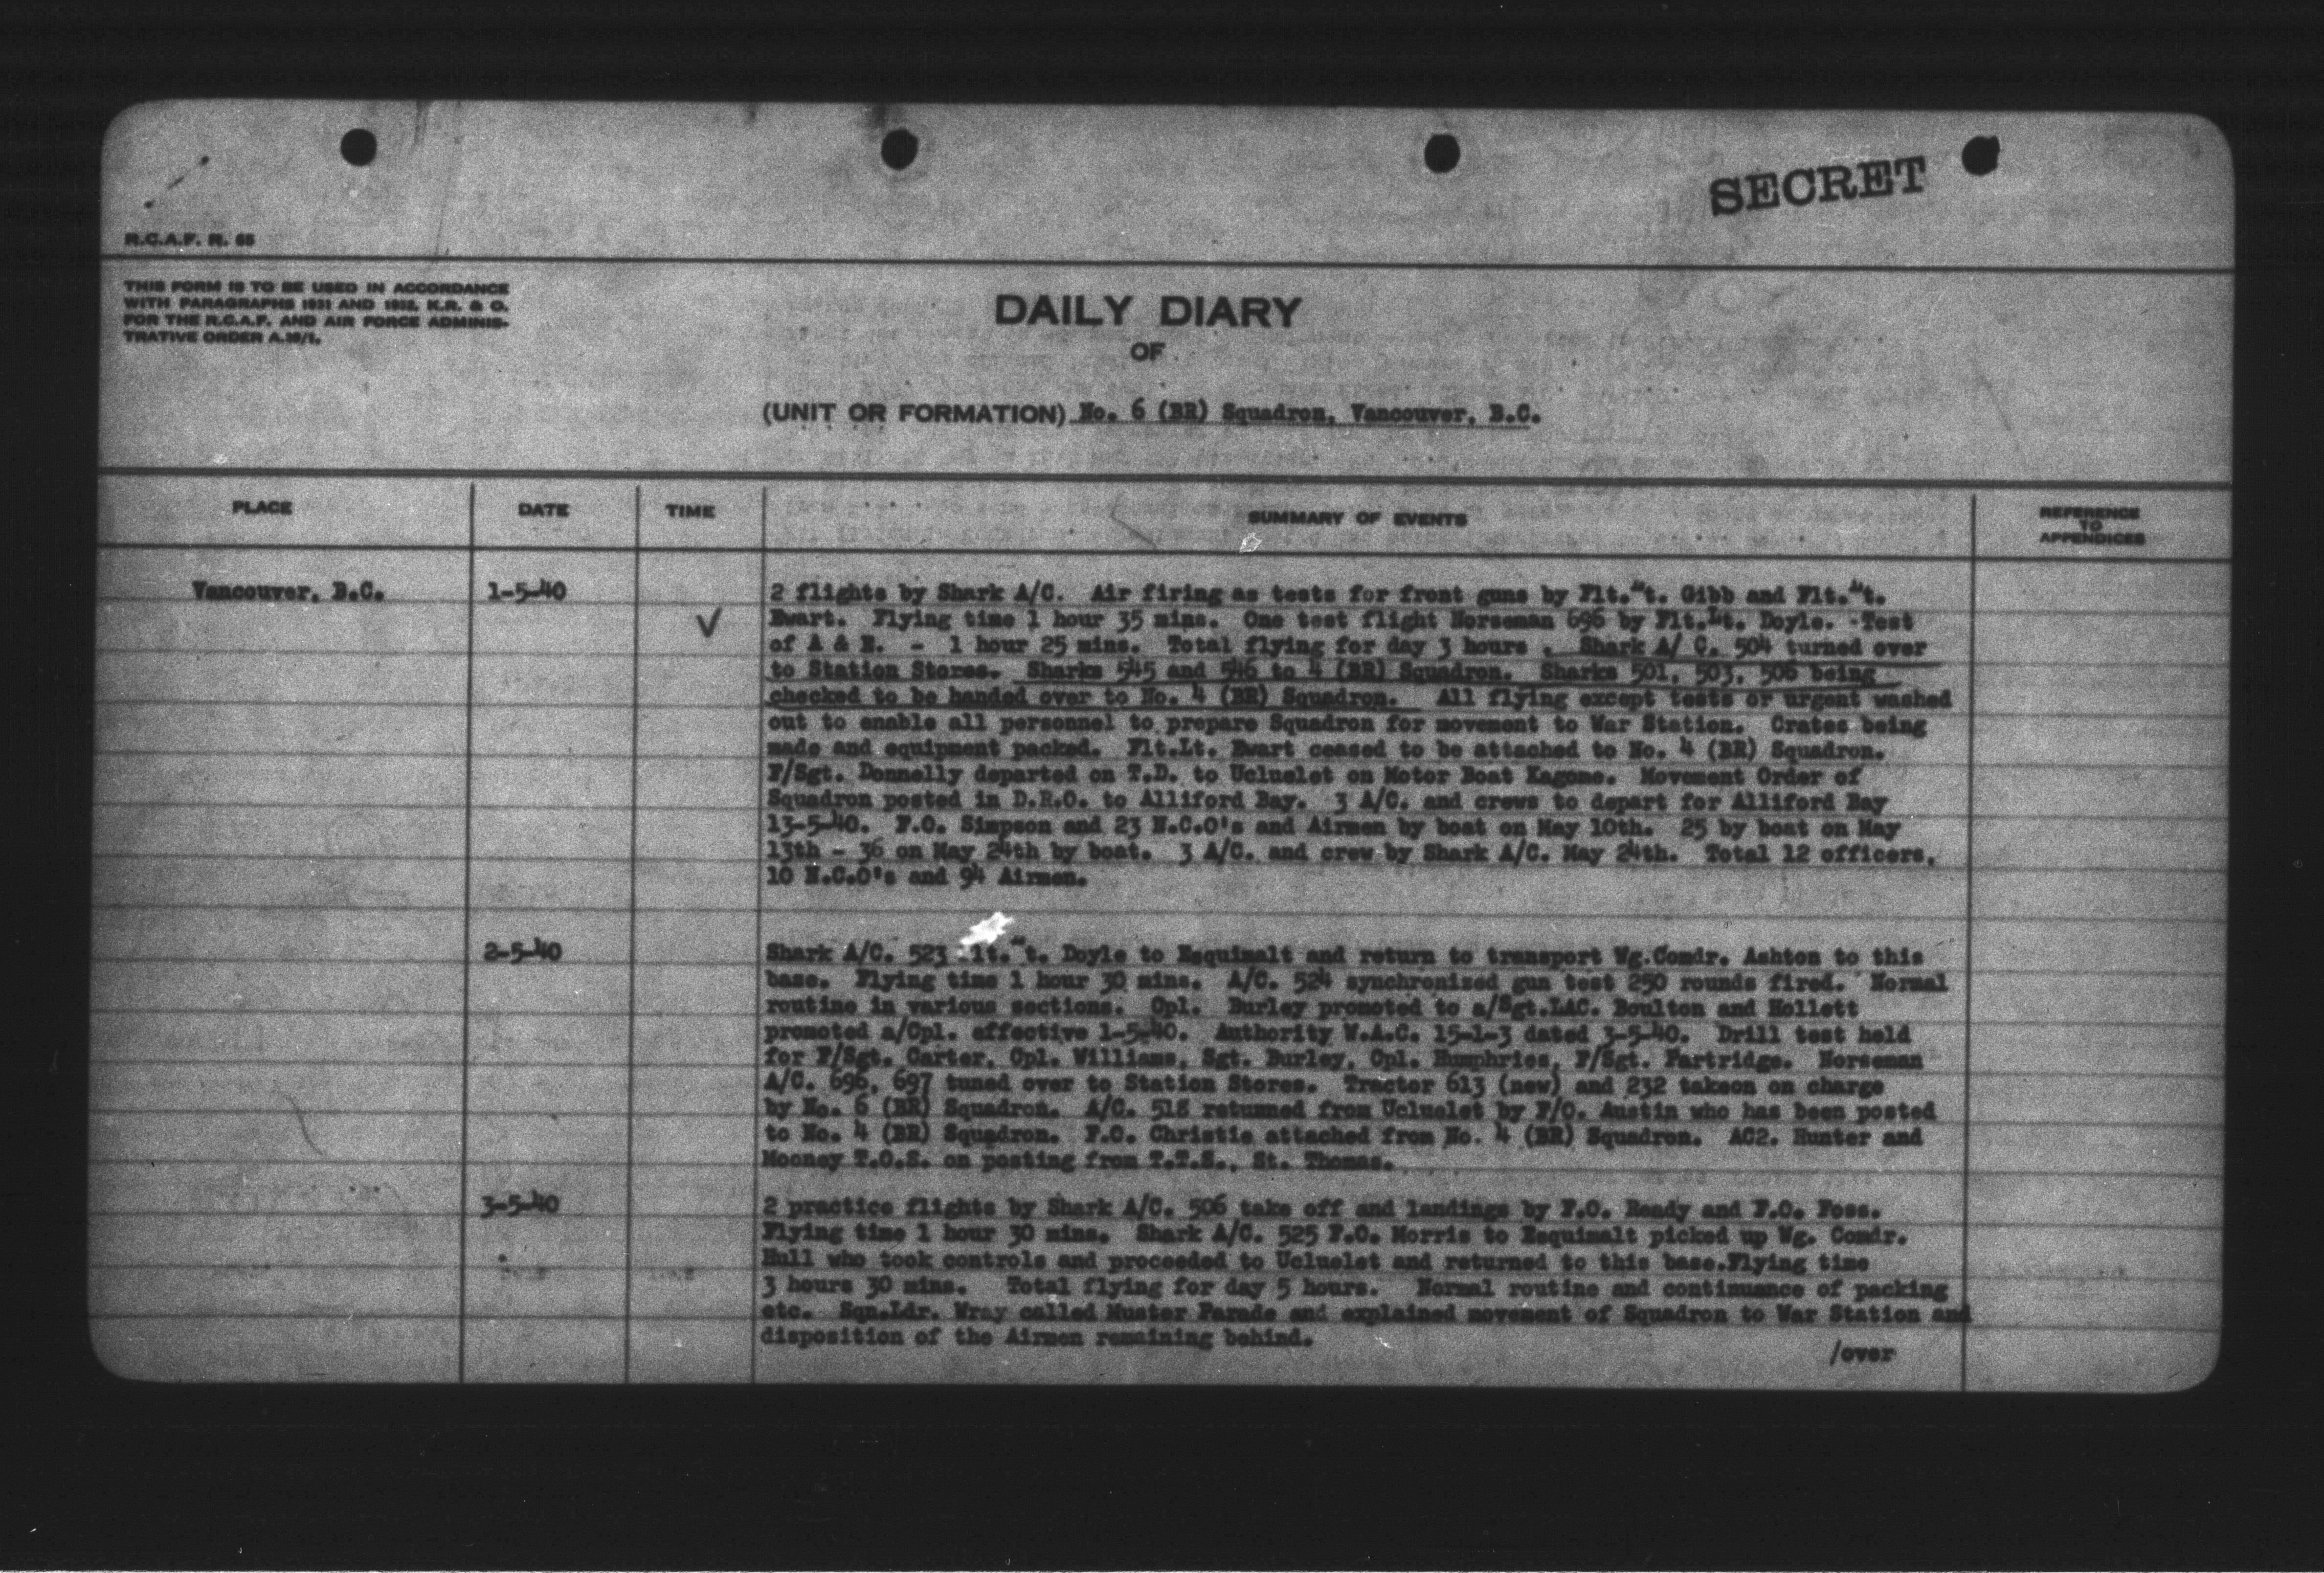 SECRET
R.C.A.F. R. 65
THIS FORM IS TO BE USED IN ACCORDANCE
WITH PARAGRAPHS 1931 AND 1932, K.R. & O.
FOR THE R.C.A.F. AND AIR FORCE ADMINIS-
TRATIVE ORDER
DAILY DIARY
OF
(UNIT OR FORMATION) No. 6 (BR) Squadron, Vancouver, B.C.
PLACE DATE TIME SUMMARY OF EVENTS REFERENCE
TO
APPENDICES
Vancouver, B.C. 1-5-40 2 flights by Shark A/C. Air firing as tests for front guns by Flt.Lt. Gibb and Flt.Lt.
Ewart. Flying time 1 hour 35 mins. One test flight Norseman 696 by Flt.Lt. Doyle. -Test
of A & E. - 1 hour 25 mins. Total flying for day 3 hours . Shark A/ C. 504 turned over
to Station Stores. Sharks 545 and 546 to 4 (BR) Squadron. Sharks 501, 503, 506 being
checked to be handed over to No. 4 (BR) Squadron. All flying except tests or urgent washed
out to enable all personnel to prepare Squadron for movement to War Station. Crates being
made and equipment packed. Flt.Lt. Ewart ceased to be attached to No. 4 (BR) Squadron.
F/Sgt. Donnelly departed on T.D. to Ucluelet on Motor Boat Kagome. Movement Order of
Squadron posted in D.R.O. to Alliford Bay. 3 A/C. and crews to depart for Alliford Bay
13-5-40. F.O. Simpson and 23 N.C.O's and Airmen by boat on May 10th. 25 by boat on May
13th - 36 on May 24th by boat. 3 A/C. and crew by Shark A/C. May 24th. Total 12 officers,
10 N.C.O's and 94 Airmen.
2-5-40 Shark A/C. 523 lt.Lt. Doyle to Esquimalt and return to transport Wg.Comdr. Ashton to this
base. Flying time 1 hour 30 mins. A/C. 524 synchronized gun test 250 rounds fired. Normal
routine in various sections. Cpl. Burley promoted to a/Sgt.LAC. Boulton and Hollett
promoted a/Cpl. effective 1-5-40. Authority W.A.C. 15-1-3 dated 3-5-40. Drill test held
for F/Sgt. Carter, Cpl. Williams, Sgt. Burley, Cpl. Humphries, F/Sgt. Partridge. Norseman
A/C. 696, 697 tuned over to Station Stores. Tractor 613 (new) and 232 takeon on charge
by No. 6 (BR) Squadron. A/C. 518 returned from Ucluelet by F/O. Austin who has been posted
to No. 4 (BR) Squadron. F.O. Christie attached from No. 4 (BR) Squadron. AC2. Hunter and
Mooney T.O.S. on posting from T.T.S., St. Thomas.
3-5-40 2 practice flights by Shark A/C. 506 take off and landings by F.O. Ready and F.O. Foss.
Flying time 1 hour 30 mins. Shark A/C. 525 F.O. Morris to Esquimalt picked up Wg. Comdr.
Hull who took controls and proceeded to Ucluelet and returned to this base.Flying time
3 hours 30 mins. Total flying for day 5 hours. Normal routine and continuance of packing
etc. Sqn.Ldr. Wray called Muster Parade and explained movement of Squadron to War Station and
disposition of the Airmen remaining behind.
/over